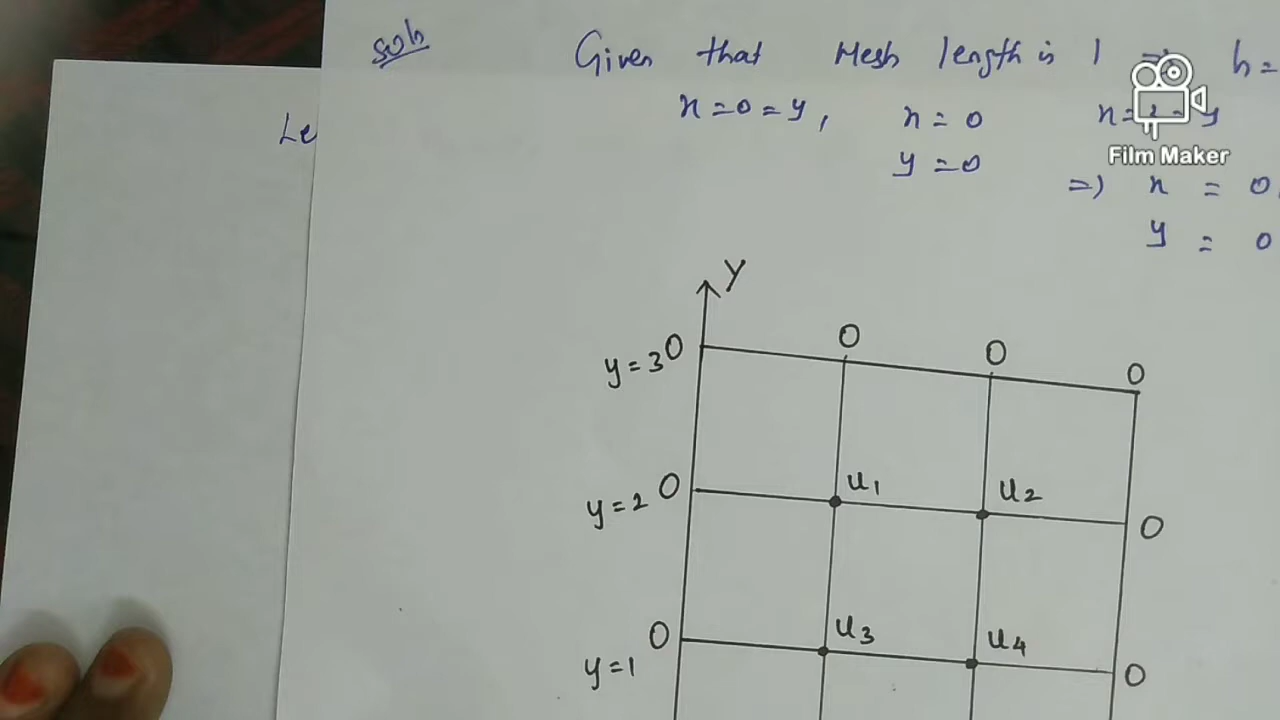 Soln Given that Mesh length is 1 ⇒ h=
Le
x=0=y, x=0 x= =y
y=0
⇒) x = 0,
y = 0
Film Maker
Y
y=3 0 0 0 0
y=2 0 u1 u2 0
y=1 0 u3 u4 0